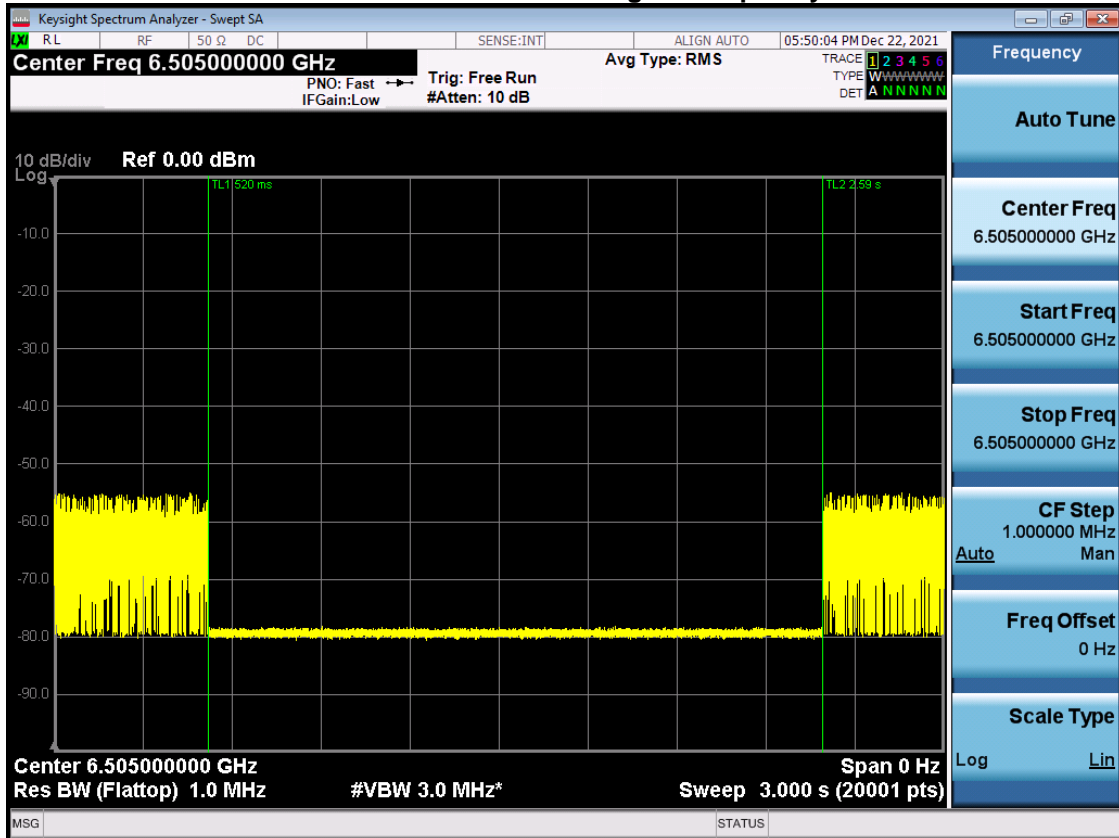 Keysight Spectrum Analyzer - Swept SA
LXI RL RF 50 Ω DC SENSE:INT ALIGN AUTO 05:50:04 PM Dec 22, 2021
Center Freq 6.505000000 GHz
PNO: Fast
IFGain:Low
Trig: Free Run
#Atten: 10 dB
Avg Type: RMS
TRACE 1 2 3 4 5 6
TYPE WWWWWW
DET A N N N N N
10 dB/div Ref 0.00 dBm
Log
TL1 520 ms
TL2 2.59 s
-10.0
-20.0
-30.0
-40.0
-50.0
-60.0
-70.0
-80.0
-90.0
Center 6.505000000 GHz
Span 0 Hz
Res BW (Flattop) 1.0 MHz
#VBW 3.0 MHz*
Sweep 3.000 s (20001 pts)
MSG
STATUS
Frequency
Auto Tune
Center Freq
6.505000000 GHz
Start Freq
6.505000000 GHz
Stop Freq
6.505000000 GHz
CF Step
1.000000 MHz
Auto Man
Freq Offset
0 Hz
Scale Type
Log Lin